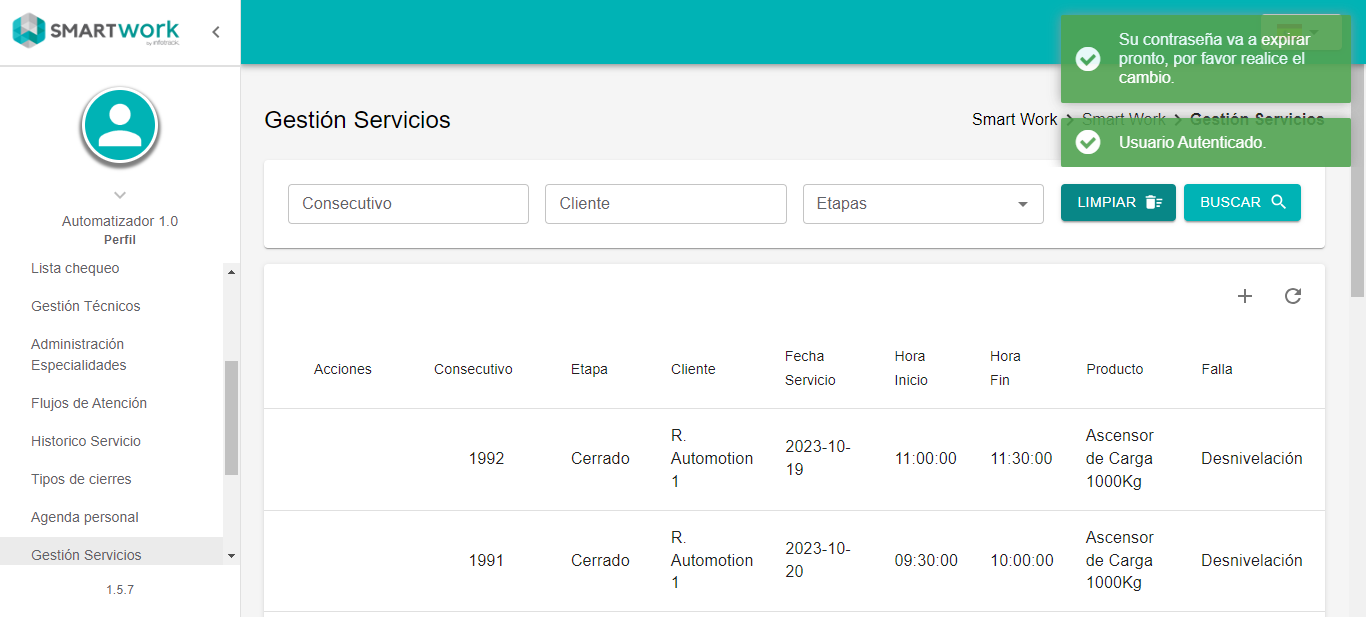 SMARTWORK
by infotrack.
Su contraseña va a expirar
pronto, por favor realice el
cambio.
Automatizador 1.0
Perfil
Lista chequeo
Gestión Técnicos
Administración
Especialidades
Flujos de Atención
Historico Servicio
Tipos de cierres
Agenda personal
Gestión Servicios
1.5.7
Gestión Servicios
Smart Work > Smart Work > Gestión Servicios
Usuario Autenticado.
Consecutivo
Cliente
Etapas
LIMPIAR
BUSCAR
Acciones
Consecutivo
Etapa
Cliente
Fecha
Servicio
Hora
Inicio
Hora
Fin
Producto
Falla
1992
Cerrado
R.
Automotion
1
2023-10-
19
11:00:00
11:30:00
Ascensor
de Carga
1000Kg
Desnivelación
1991
Cerrado
R.
Automotion
1
2023-10-
20
09:30:00
10:00:00
Ascensor
de Carga
1000Kg
Desnivelación